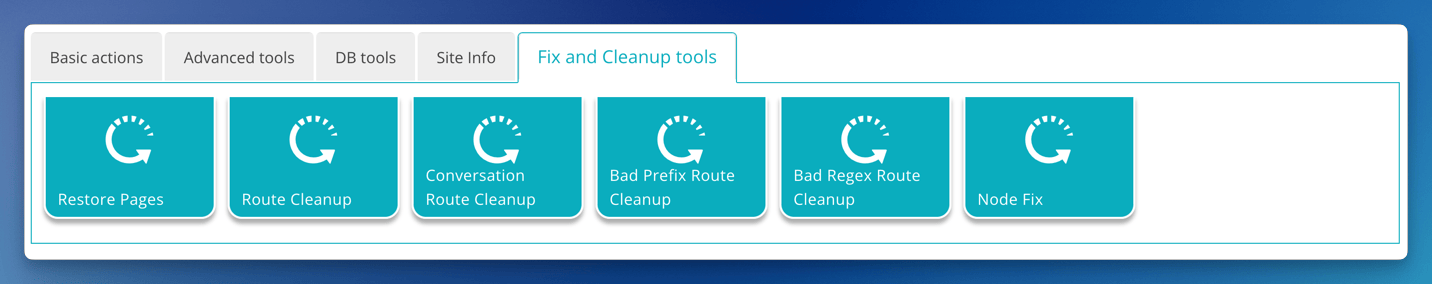 Basic actions
Advanced tools
DB tools
Site Info
Fix and Cleanup tools
Restore Pages
Route Cleanup
Conversation
Route Cleanup
Bad Prefix Route
Cleanup
Bad Regex Route
Cleanup
Node Fix